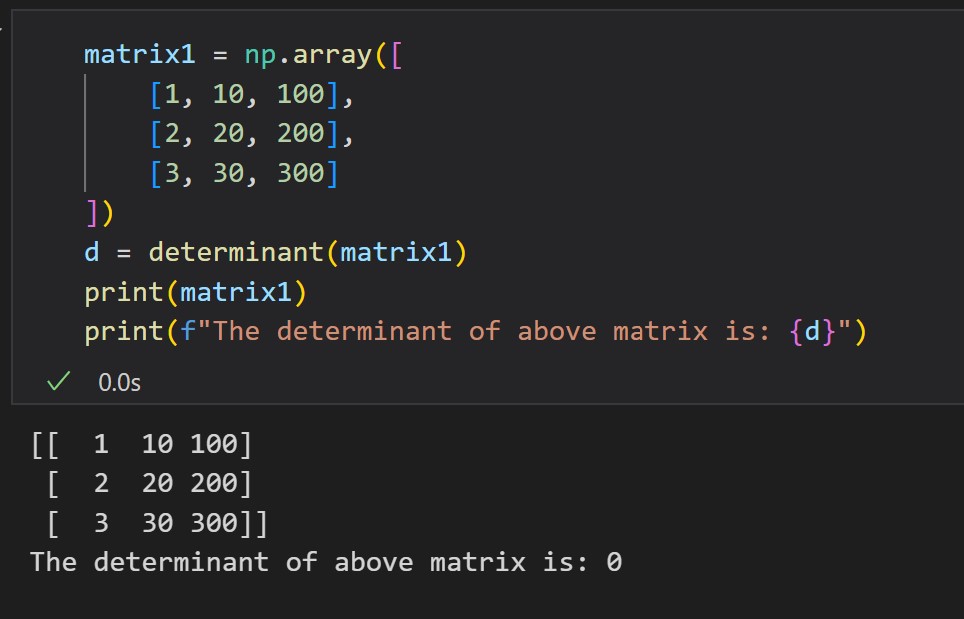 matrix1 = np.array([
    [1, 10, 100],
    [2, 20, 200],
    [3, 30, 300]
])
d = determinant(matrix1)
print(matrix1)
print(f"The determinant of above matrix is: {d}")
0.0s
[[  1  10 100]
 [  2  20 200]
 [  3  30 300]]
The determinant of above matrix is: 0